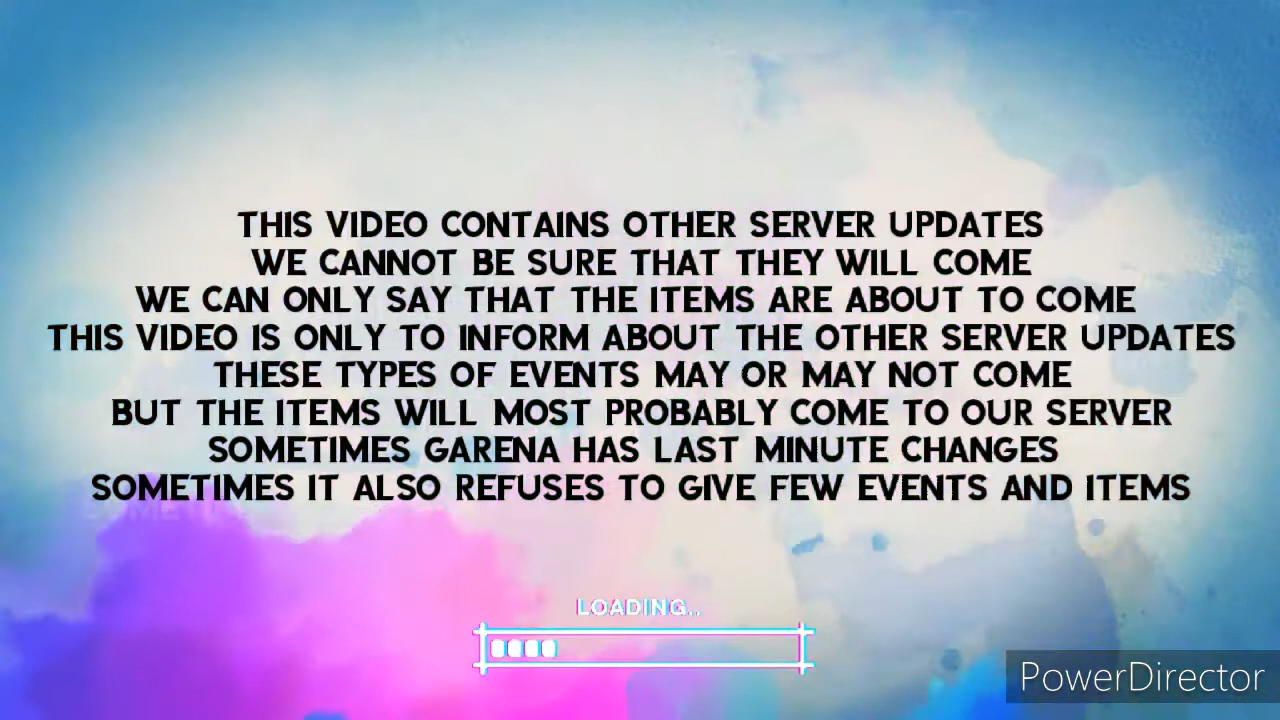 THIS VIDEO CONTAINS OTHER SERVER UPDATES
WE CANNOT BE SURE THAT THEY WILL COME
WE CAN ONLY SAY THAT THE ITEMS ARE ABOUT TO COME
THIS VIDEO IS ONLY TO INFORM ABOUT THE OTHER SERVER UPDATES
THESE TYPES OF EVENTS MAY OR MAY NOT COME
BUT THE ITEMS WILL MOST PROBABLY COME TO OUR SERVER
SOMETIMES GARENA HAS LAST MINUTE CHANGES
SOMETIMES IT ALSO REFUSES TO GIVE FEW EVENTS AND ITEMS
LOADING..
PowerDirector